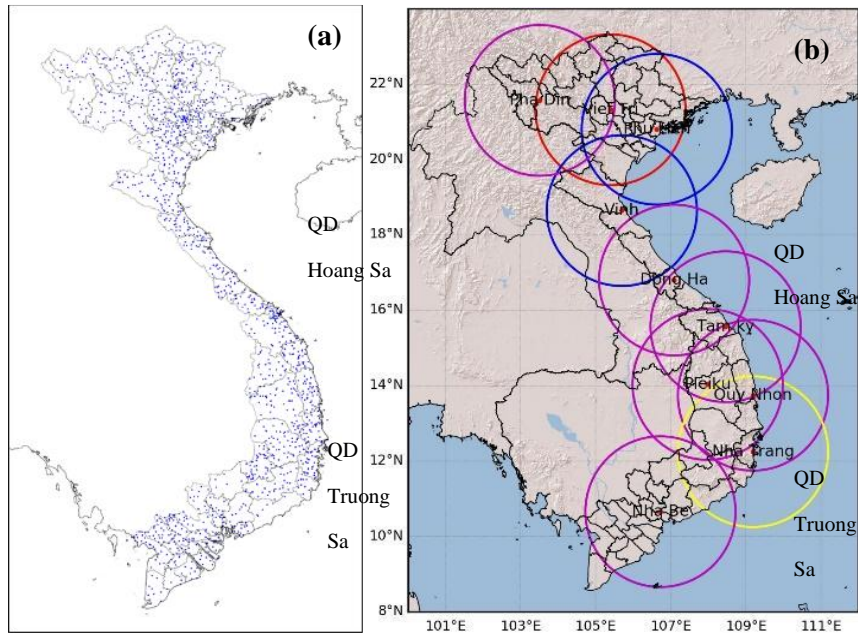 (a)
QD
Hoang Sa
QD
Truong
Sa
(b)
22°N
20°N
18°N
16°N
14°N
12°N
10°N
8°N
Pha Din
Viet Tri
Vinh
Dong Ha
Tam ky
Pleiku
Quy Nhon
Nha Trang
Nha Be
QD
Hoang Sa
QD
Truong
Sa
101°E
103°E
105°E
107°E
109°E
111°E